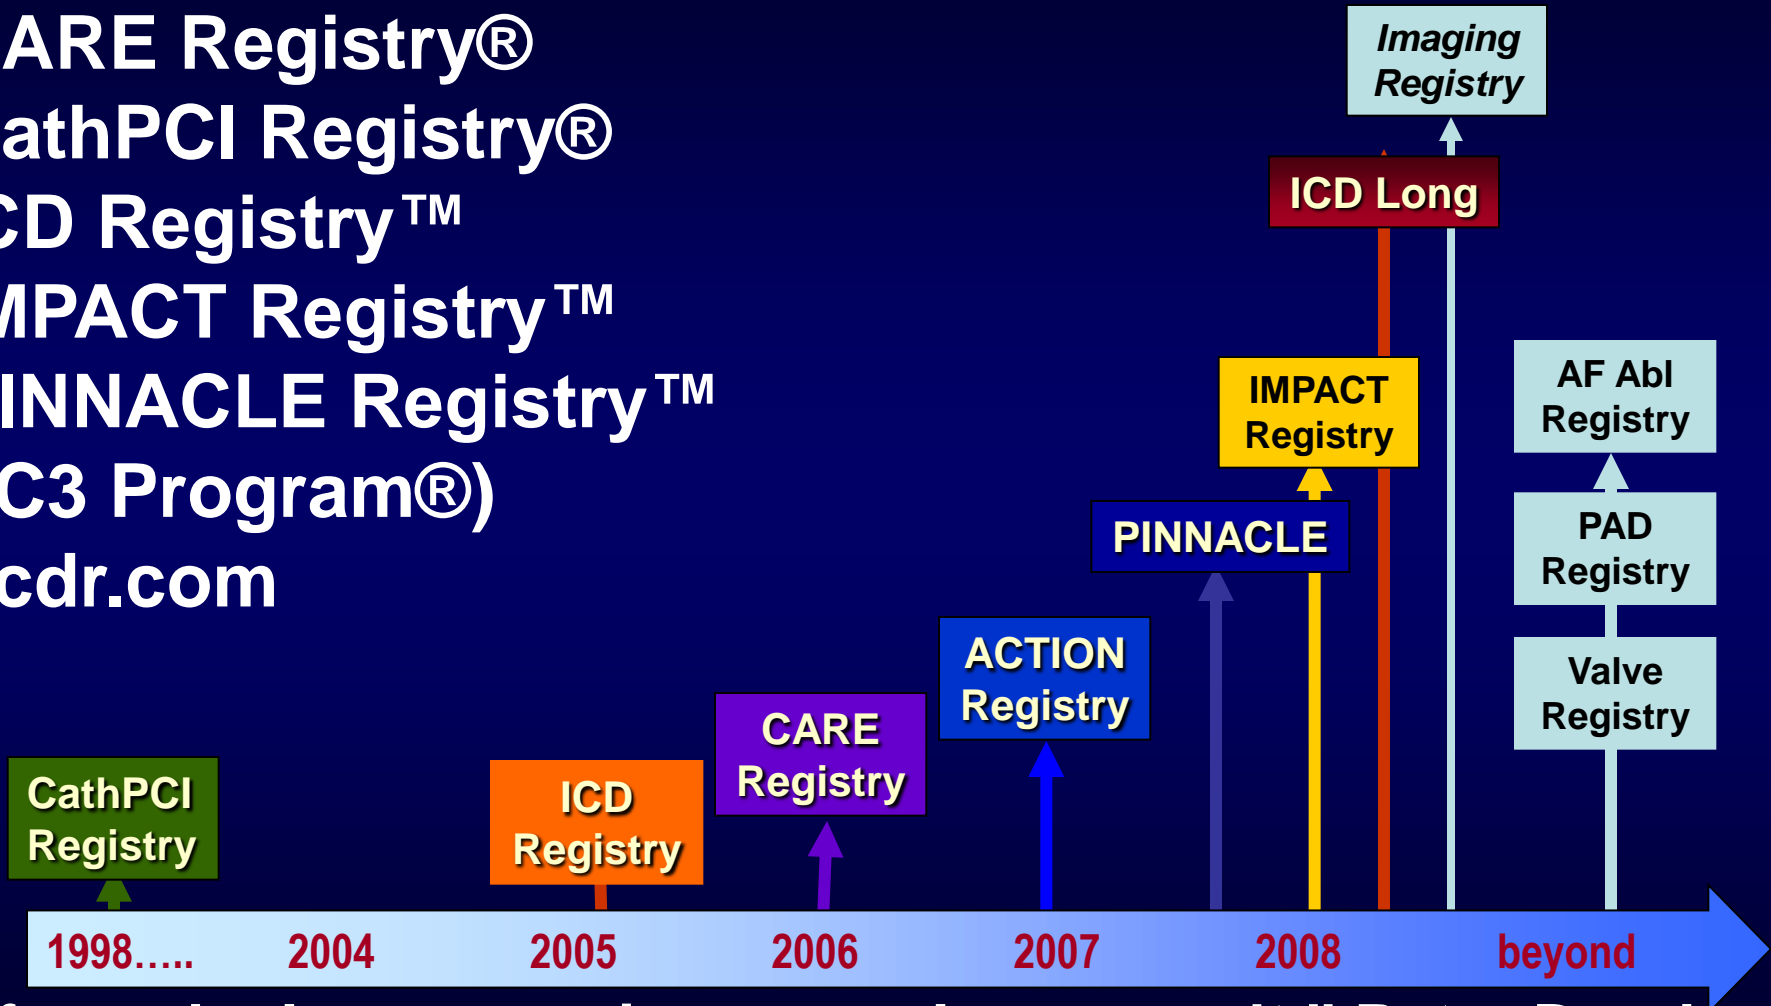 ARE Registry®
athPCI Registry®
CD Registry™
MPACT Registry™
INNACLE Registry™
C3 Program®)
cdr.com
Imaging
Registry
ICD Long
IMPACT
Registry
AF Abl
Registry
PINNACLE
PAD
Registry
ACTION
Registry
Valve
Registry
CARE
Registry
CathPCI
Registry
ICD
Registry
1998..... 2004 2005 2006 2007 2008 beyond